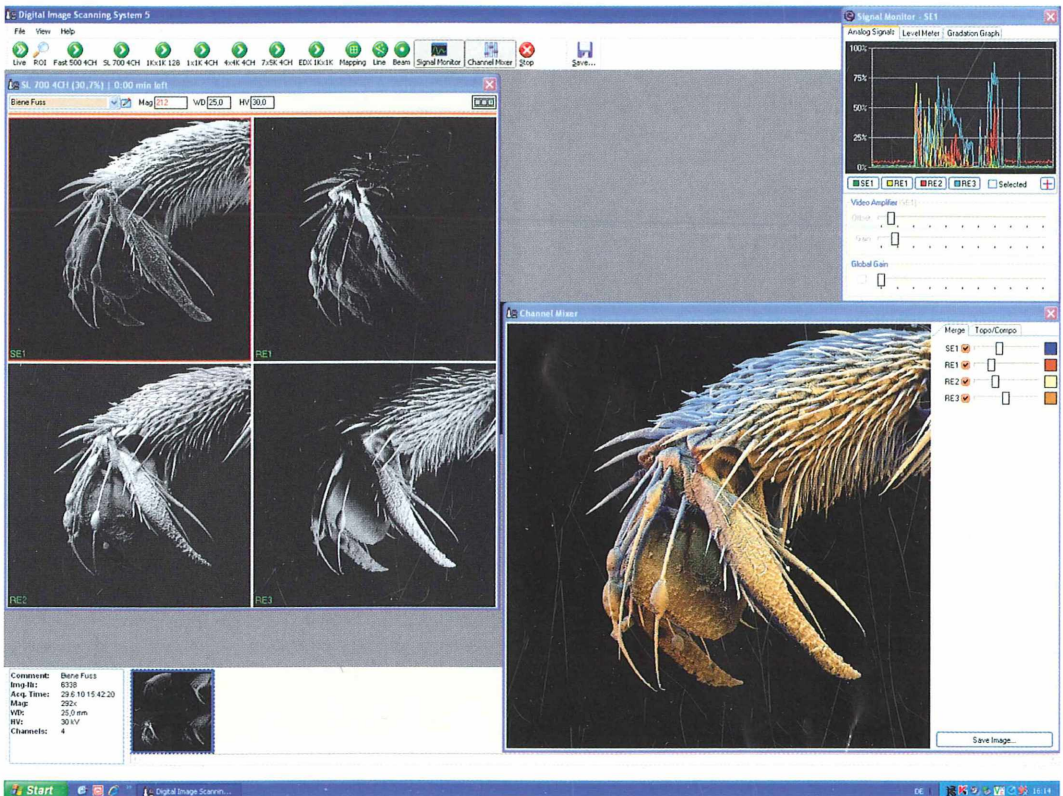 Digital Image Scanning System 5
File View Help
Live ROI Fast 500 4CH SL 700 4CH 1Kx1K 128 1x1K 4CH 4x4K 4CH 7x5K 4CH EDX 1Kx1K Mapping Line Beam Signal Monitor Channel Mixer Stop Save...
SL 700 4CH (30,7%) | 0:00 min left
Biene Fuss Mag 212 WD 25,0 HV 30,0
SE1
RE1
RE2
RE3
Signal Monitor - SE1
Analog Signals Level Meter Gradation Graph
100%
75%
50%
25%
0%
SE1 RE1 RE2 RE3 Selected
Video Amplifier (SE1)
Offset
Gain
Global Gain
Channel Mixer
Merge Topo/Compo
SE1
RE1
RE2
RE3
Save Image...
Comment: Biene Fuss
Img-Nr: 6338
Acq. Time: 29.6.10 15:42:20
Mag: 292x
WD: 25,0 mm
HV: 30 kV
Channels: 4
Start Digital Image Scannin... DE 16:14